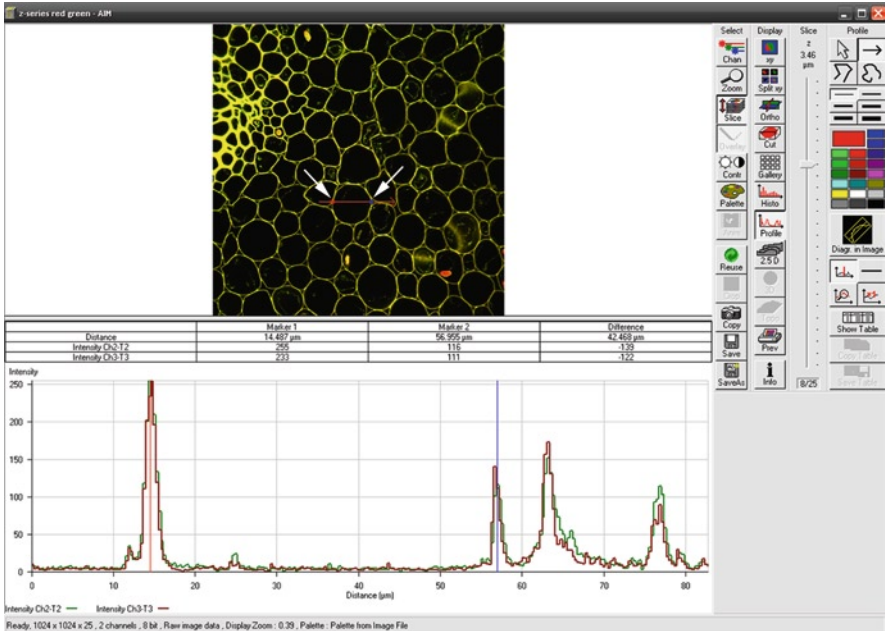 z-series red green - AIM
Select Display Slice Profile
Chan xy z
3.46
µm
Zoom Split xy
Slice Ortho
Overlay Cut
Contr Gallery
Palette Histo
Profile
Diagr. in Image
Reuse 2.5 D
3D
Copy
Show Table
Save Prev
Copy Table
SaveAs Info 8/25 Save Table
Marker 1 Marker 2 Difference
Distance 14.487 µm 56.955 µm 42.468 µm
Intensity Ch2-T2 255 116 -139
Intensity Ch3-T3 233 111 -122
Intensity
250
200
150
100
50
0
0 10 20 30 40 50 60 70 80
Distance (µm)
Intensity Ch2-T2 Intensity Ch3-T3
Ready, 1024 x 1024 x 25 , 2 channels , 8 bit , Raw image data , Display Zoom : 0.39 , Palette : Palette from Image File